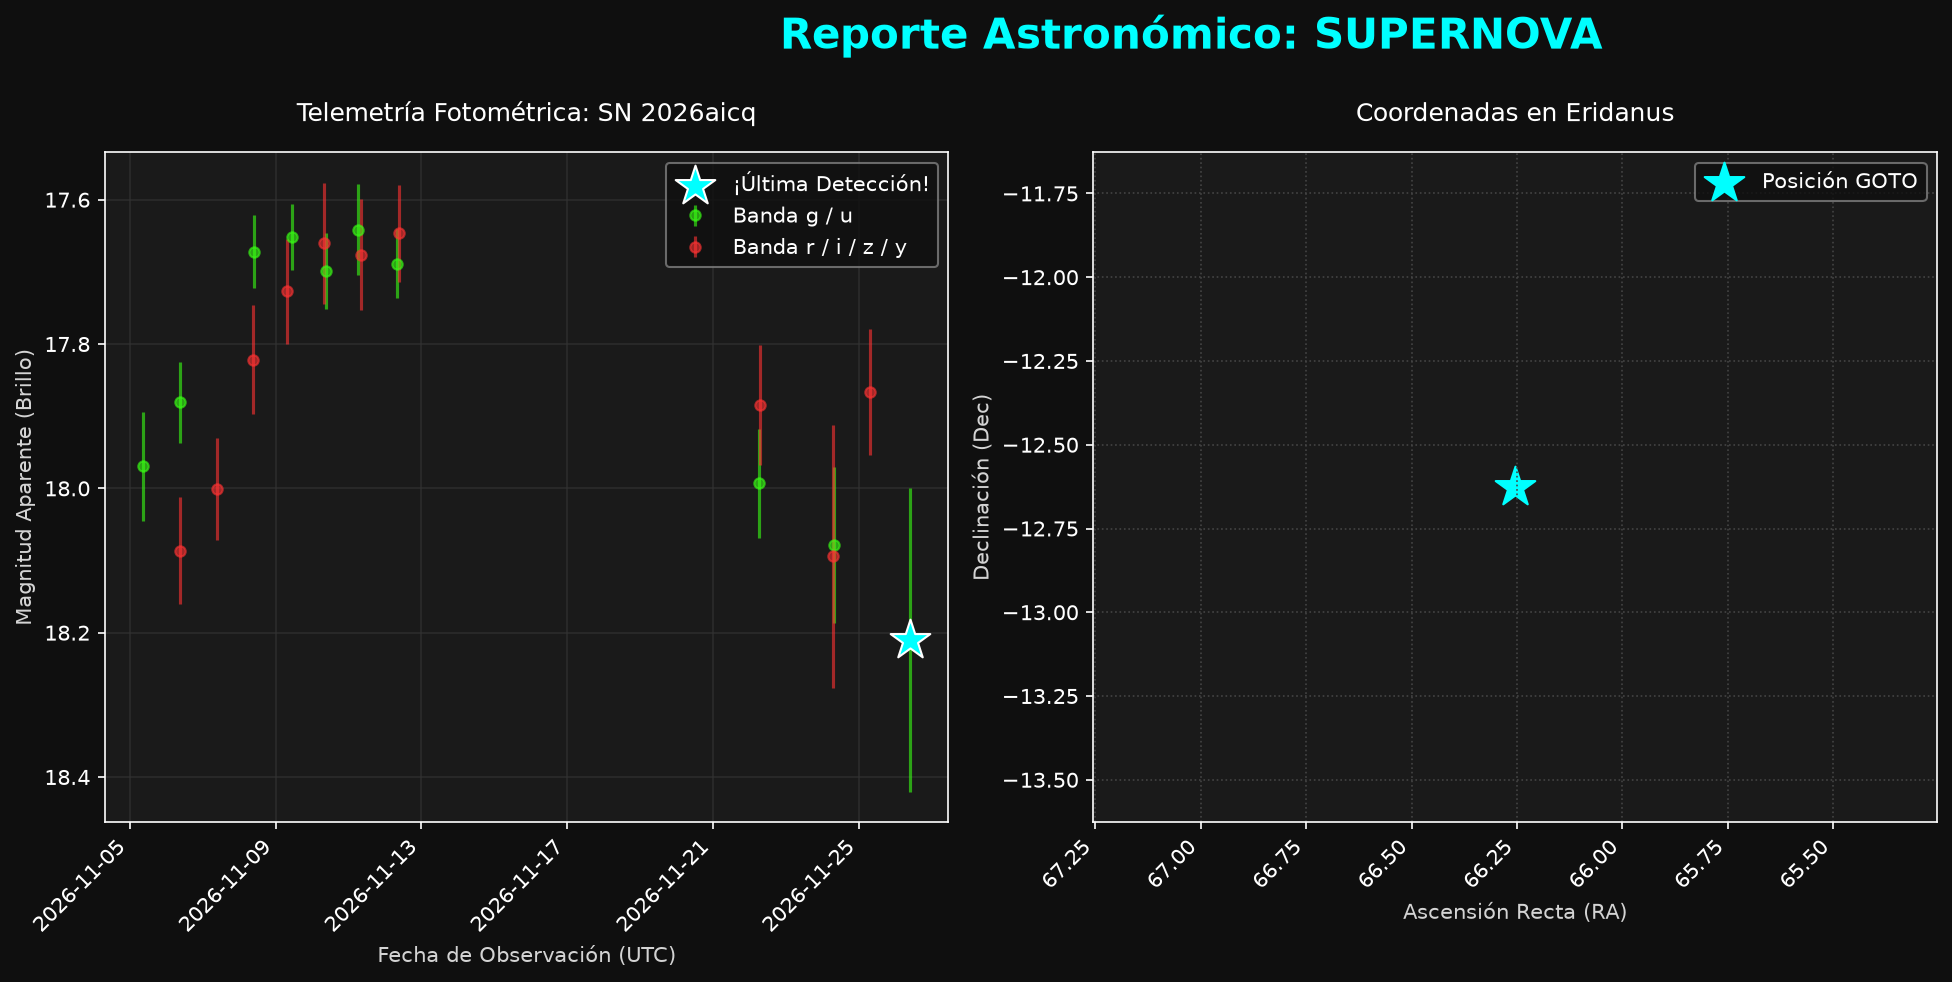 Reporte Astronómico: SUPERNOVA
Telemetría Fotométrica: SN 2026aicq
¡Última Detección!
Banda g / u
Banda r / i / z / y
17.6
17.8
18.0
18.2
18.4
Magnitud Aparente (Brillo)
2026-11-05
2026-11-09
2026-11-13
2026-11-17
2026-11-21
2026-11-25
Fecha de Observación (UTC)
Coordenadas en Eridanus
Posición GOTO
−11.75
−12.00
−12.25
−12.50
−12.75
−13.00
−13.25
−13.50
Declinación (Dec)
67.25
67.00
66.75
66.50
66.25
66.00
65.75
65.50
Ascensión Recta (RA)